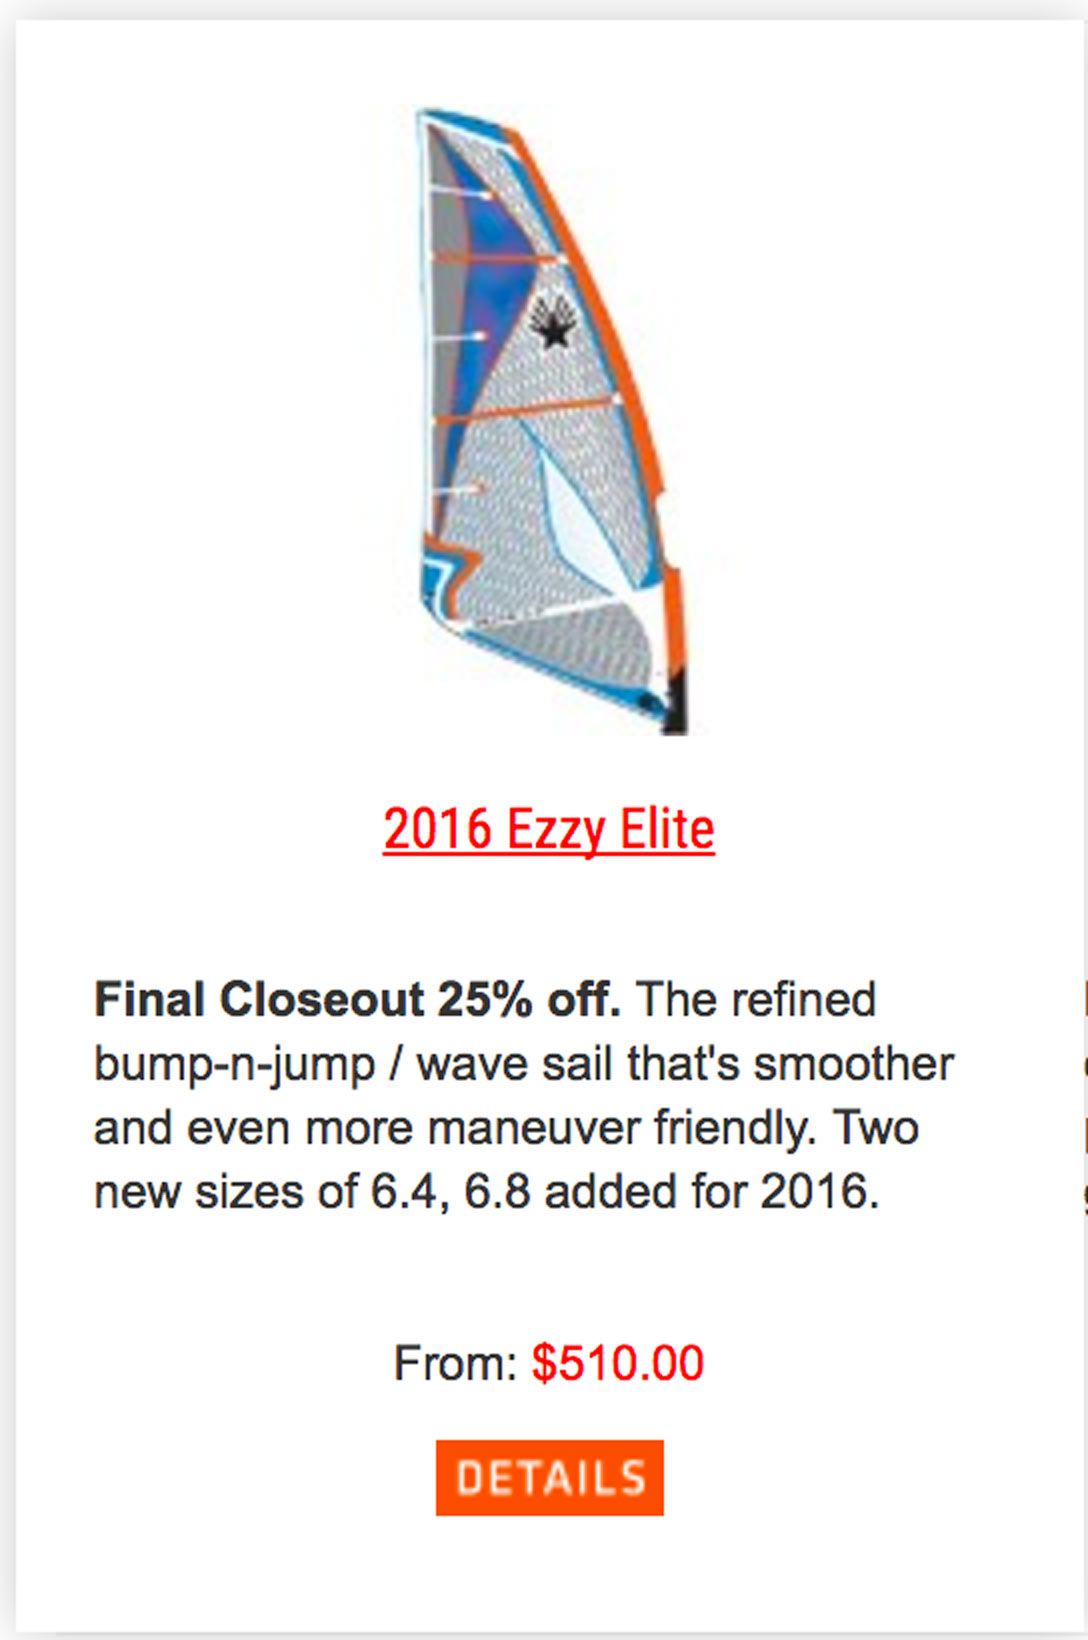 2016 Ezzy Elite
Final Closeout 25% off. The refined
bump-n-jump / wave sail that's smoother
and even more maneuver friendly. Two
new sizes of 6.4, 6.8 added for 2016.
From: $510.00
DETAILS